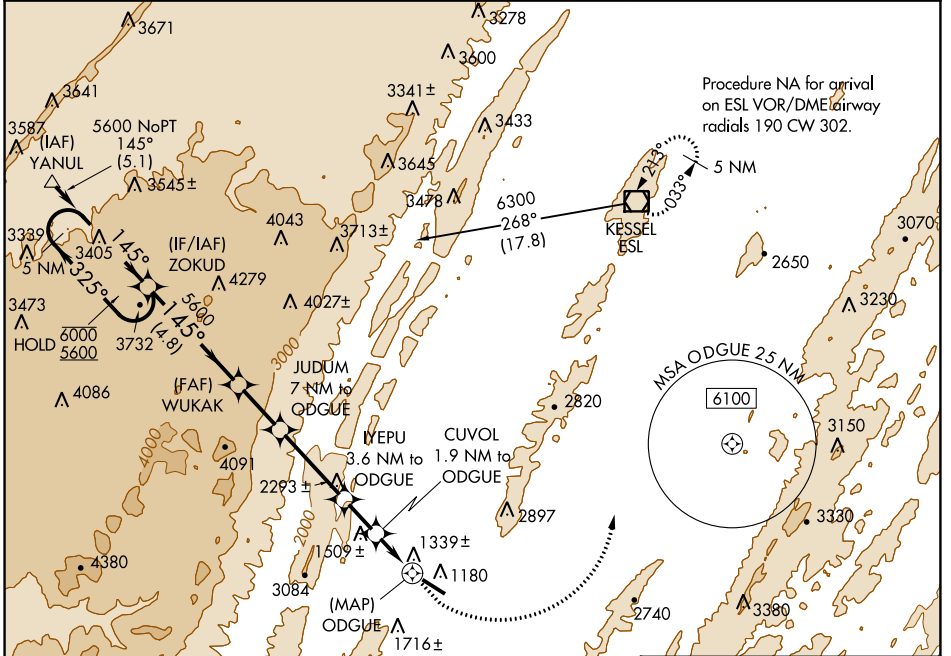 3671
3278
3600
3641
3341±
Procedure NA for arrival
on ESL VOR/DME airway
radials 190 CW 302.
3587
(IAF)
YANUL
5600 NoPT
145°
(5.1)
3433
3645
213°
5 NM
3545±
3478
6300
268°
(17.8)
033°
KESSEL
ESL
3339
5 NM
3405
145°
4043
3713±
3070
(IF/IAF)
ZOKUD
325°
4279
2650
3473
HOLD
6000
5600
3732
5600
145°
(4.8)
4027±
3230
3000
JUDUM
7 NM to
ODGUE
MSA ODGUE 25 NM
6100
4086
(FAF)
WUKAK
2820
IYEPU
3.6 NM to
ODGUE
CUVOL
1.9 NM to
ODGUE
4000
4091
3150
2293±
2000
2897
3330
1509±
1339±
4380
3084
1180
(MAP)
ODGUE
2740
3380
1716±